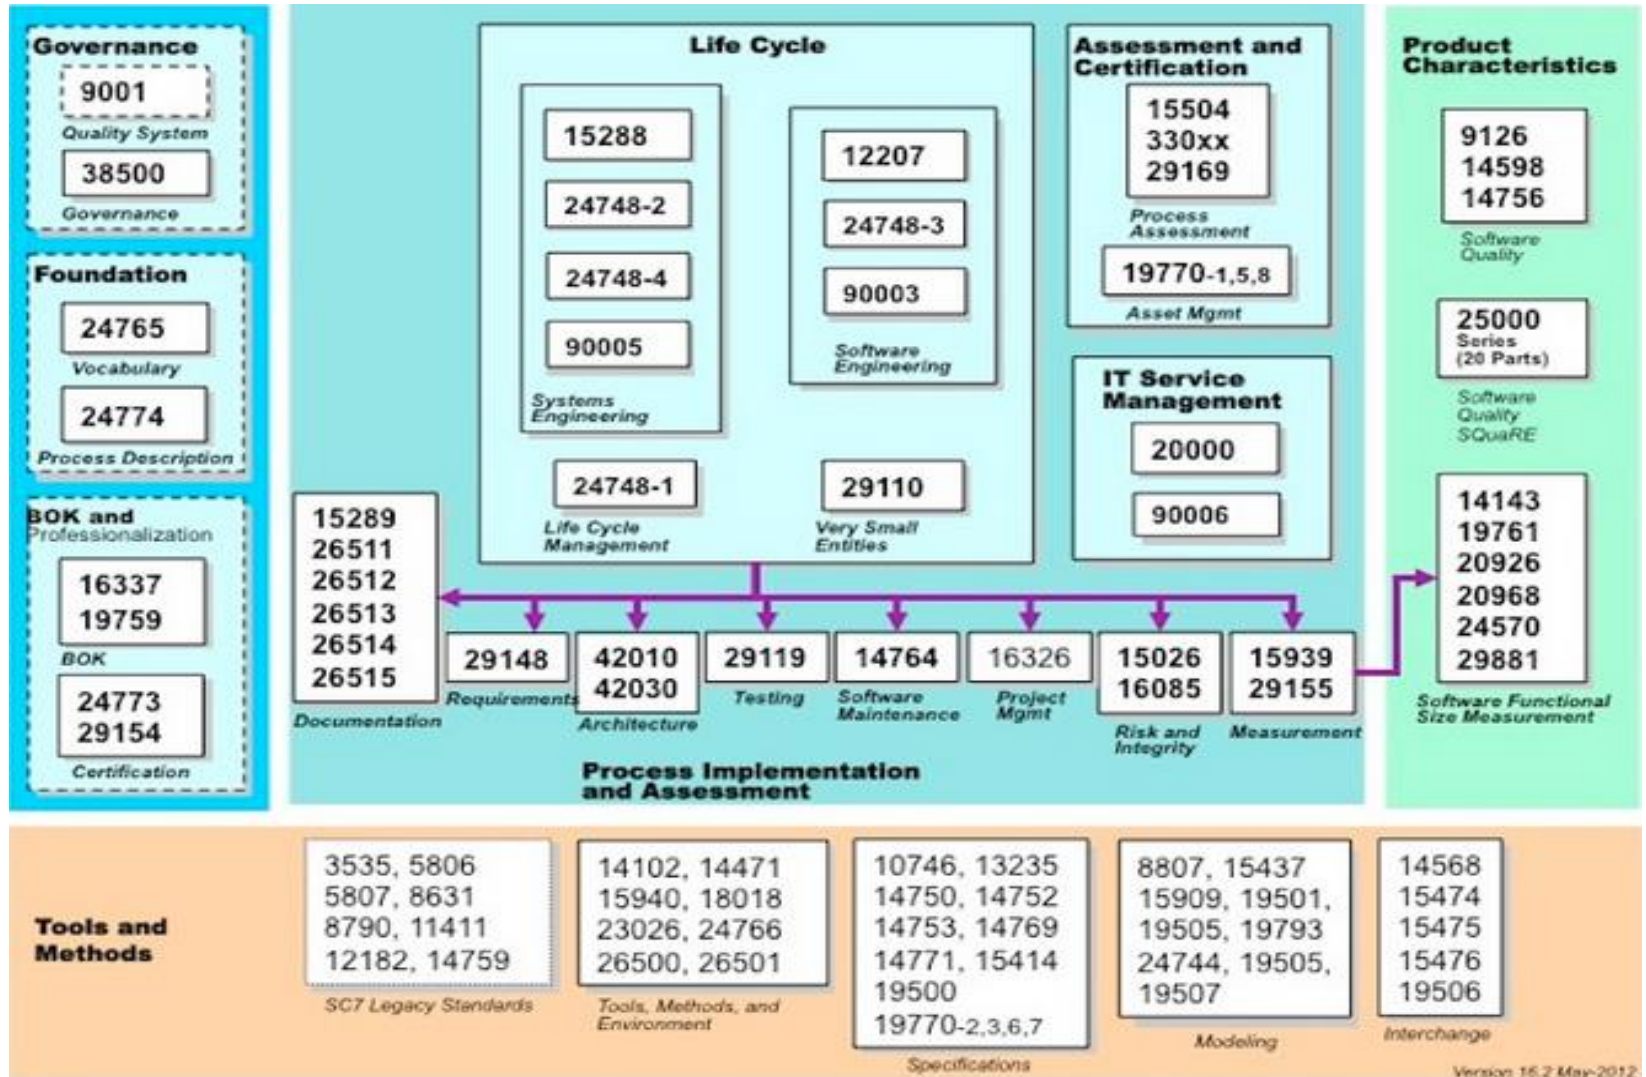 Governance
9001
Quality System
38500
Governance
Foundation
24765
Vocabulary
24774
Process Description
BOK and
Professionalization
16337
19759
BOK
24773
29154
Certification
Life Cycle
15288
24748-2
24748-4
90005
Systems
Engineering
12207
24748-3
90003
Software
Engineering
24748-1
Life Cycle
Management
29110
Very Small
Entities
Assessment and
Certification
15504
330xx
29169
Process
Assessment
19770-1,5,8
Asset Mgmt
IT Service
Management
20000
90006
15289
26511
26512
26513
26514
26515
Documentation
29148
Requirements
42010
42030
Architecture
29119
Testing
14764
Software
Maintenance
16326
Project
Mgmt
15026
16085
Risk and
Integrity
15939
29155
Measurement
Process Implementation
and Assessment
Product
Characteristics
9126
14598
14756
Software
Quality
25000
Series
(20 Parts)
Software
Quality
SQuaRE
14143
19761
20926
20968
24570
29881
Software Functional
Size Measurement
Tools and
Methods
3535, 5806
5807, 8631
8790, 11411
12182, 14759
SC7 Legacy Standards
14102, 14471
15940, 18018
23026, 24766
26500, 26501
Tools, Methods, and
Environment
10746, 13235
14750, 14752
14753, 14769
14771, 15414
19500
19770-2,3,6,7
Specifications
8807, 15437
15909, 19501,
19505, 19793
24744, 19505,
19507
Modeling
14568
15474
15475
15476
19506
Interchange
Version 16.2 May-2012